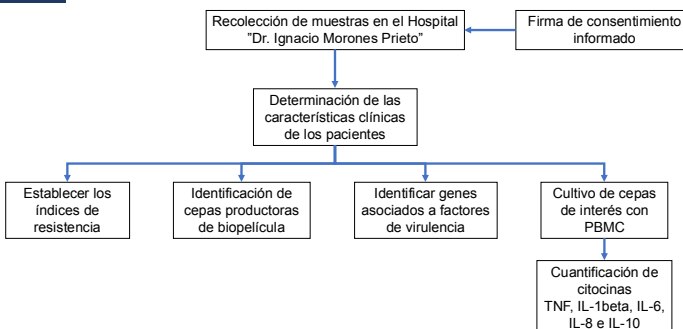 Recolección de muestras en el Hospital
"Dr. Ignacio Morones Prieto"
Firma de consentimiento
informado
Determinación de las
características clínicas
de los pacientes
Establecer los
índices de
resistencia
Identificación de
cepas productoras
de biopelícula
Identificar genes
asociados a factores
de virulencia
Cultivo de cepas
de interés con
PBMC
Cuantificación de
citocinas
TNF, IL-1beta, IL-6,
IL-8 e IL-10